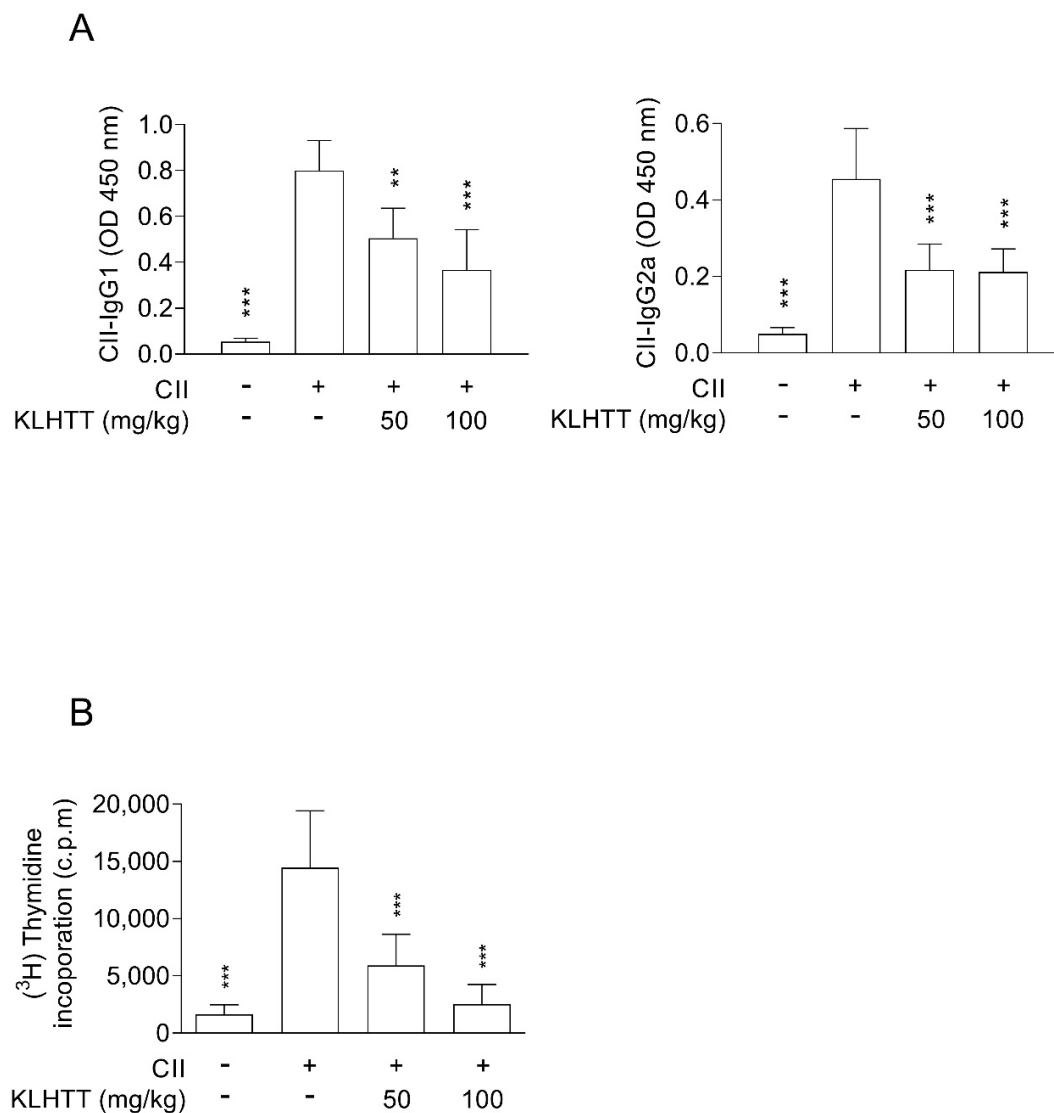 A
CII-IgG1 (OD 450 nm)
1.0
0.8
0.6
0.4
0.2
0.0
***
**
***
CII - + + +
KLHTT (mg/kg) - - 50 100
CII-IgG2a (OD 450 nm)
0.6
0.4
0.2
0.0
***
***
***
CII - + + +
KLHTT (mg/kg) - - 50 100
B
(³H) Thymidine
incoporation (c.p.m)
20,000
15,000
10,000
5,000
0
***
***
***
CII - + + +
KLHTT (mg/kg) - - 50 100